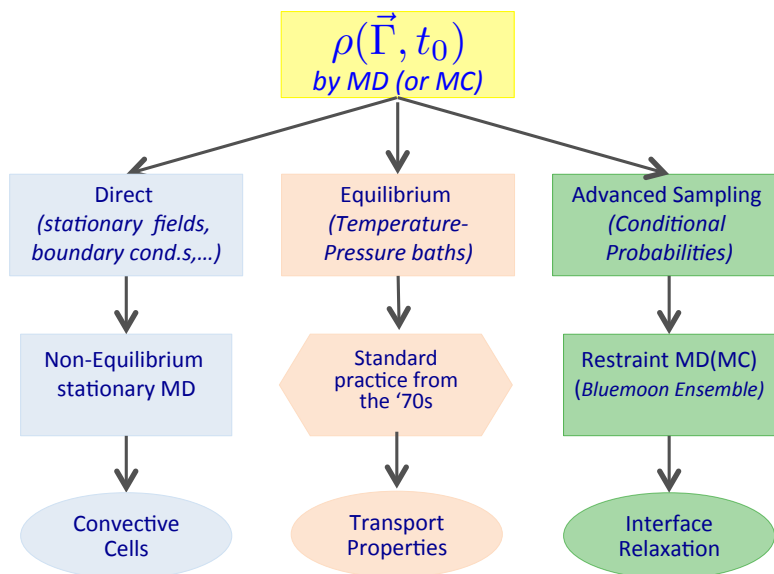 ρ(Γ⃗, t₀)
by MD (or MC)
Direct
(stationary fields,
boundary cond.s,...)
Equilibrium
(Temperature-
Pressure baths)
Advanced Sampling
(Conditional
Probabilities)
Non-Equilibrium
stationary MD
Standard
practice from
the ‘70s
Restraint MD(MC)
(Bluemoon Ensemble)
Convective
Cells
Transport
Properties
Interface
Relaxation